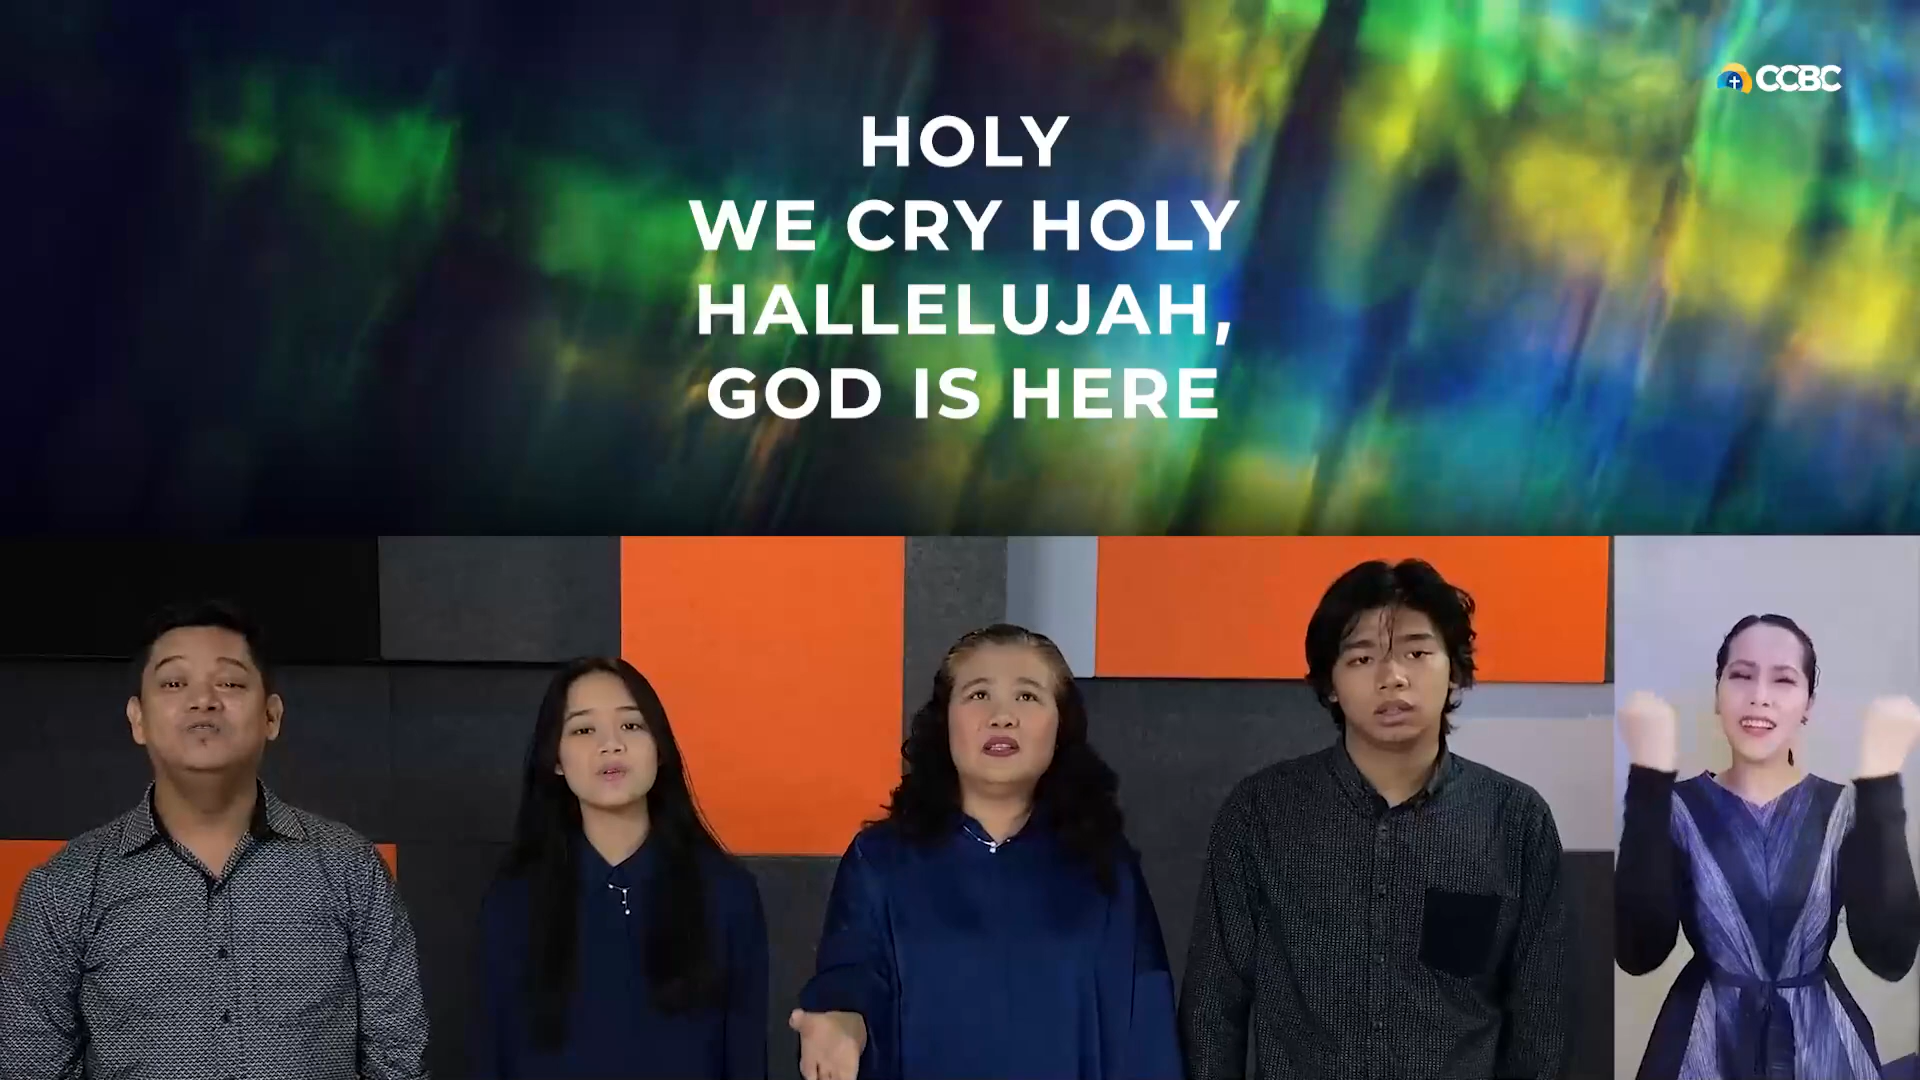 CCBC
HOLY
WE CRY HOLY
HALLELUJAH,
GOD IS HERE